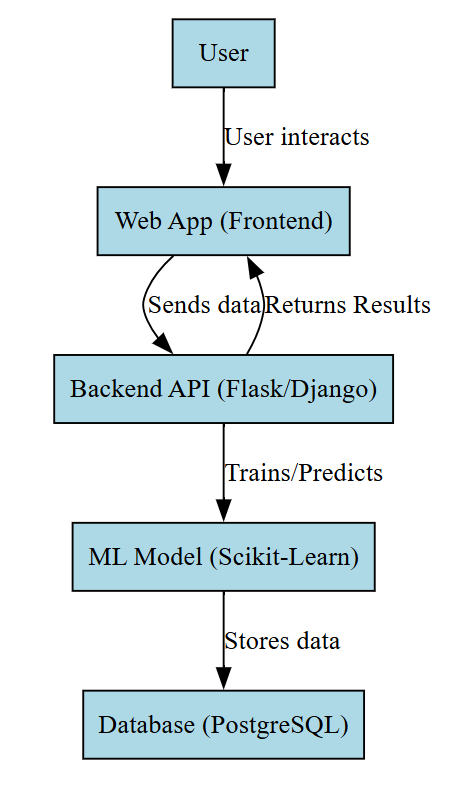 User
User interacts
Web App (Frontend)
Sends data
Returns Results
Backend API (Flask/Django)
Trains/Predicts
ML Model (Scikit-Learn)
Stores data
Database (PostgreSQL)